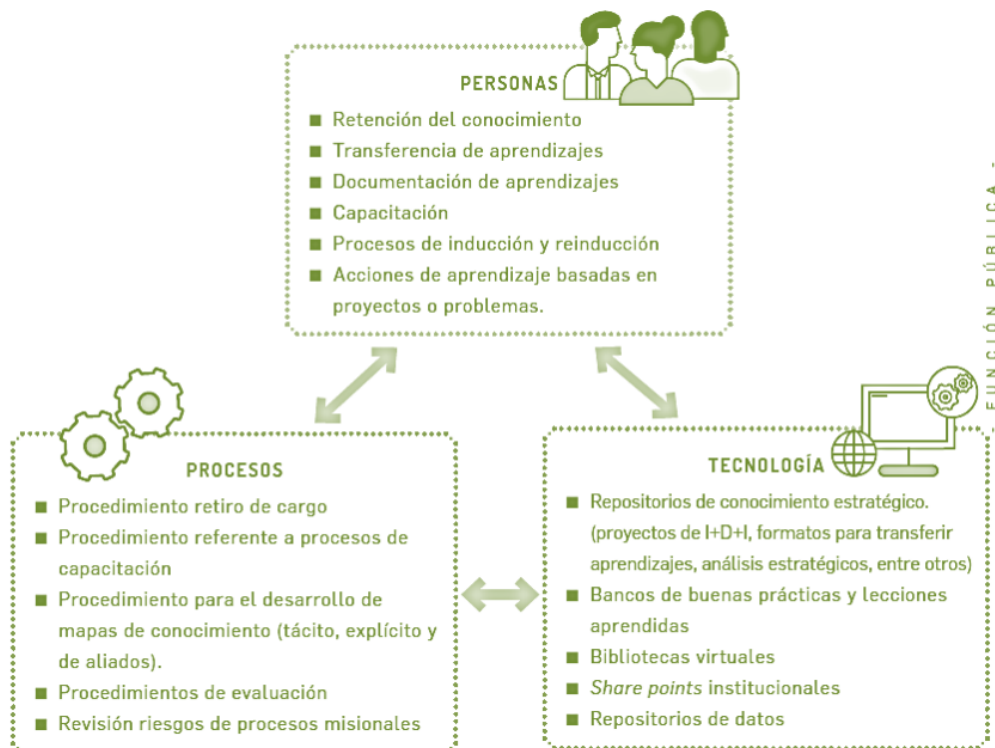 PERSONAS
■ Retención del conocimiento
■ Transferencia de aprendizajes
■ Documentación de aprendizajes
■ Capacitación
■ Procesos de inducción y reinducción
■ Acciones de aprendizaje basadas en
proyectos o problemas.
FUNCIÓN PÚBLICA -
PROCESOS
■ Procedimiento retiro de cargo
■ Procedimiento referente a procesos de
capacitación
■ Procedimiento para el desarrollo de
mapas de conocimiento (tácito, explícito y
de aliados).
■ Procedimientos de evaluación
■ Revisión riesgos de procesos misionales
TECNOLOGÍA
■ Repositorios de conocimiento estratégico.
(proyectos de I+D+I, formatos para transferir
aprendizajes, análisis estratégicos, entre otros)
■ Bancos de buenas prácticas y lecciones
aprendidas
■ Bibliotecas virtuales
■ Share points institucionales
■ Repositorios de datos